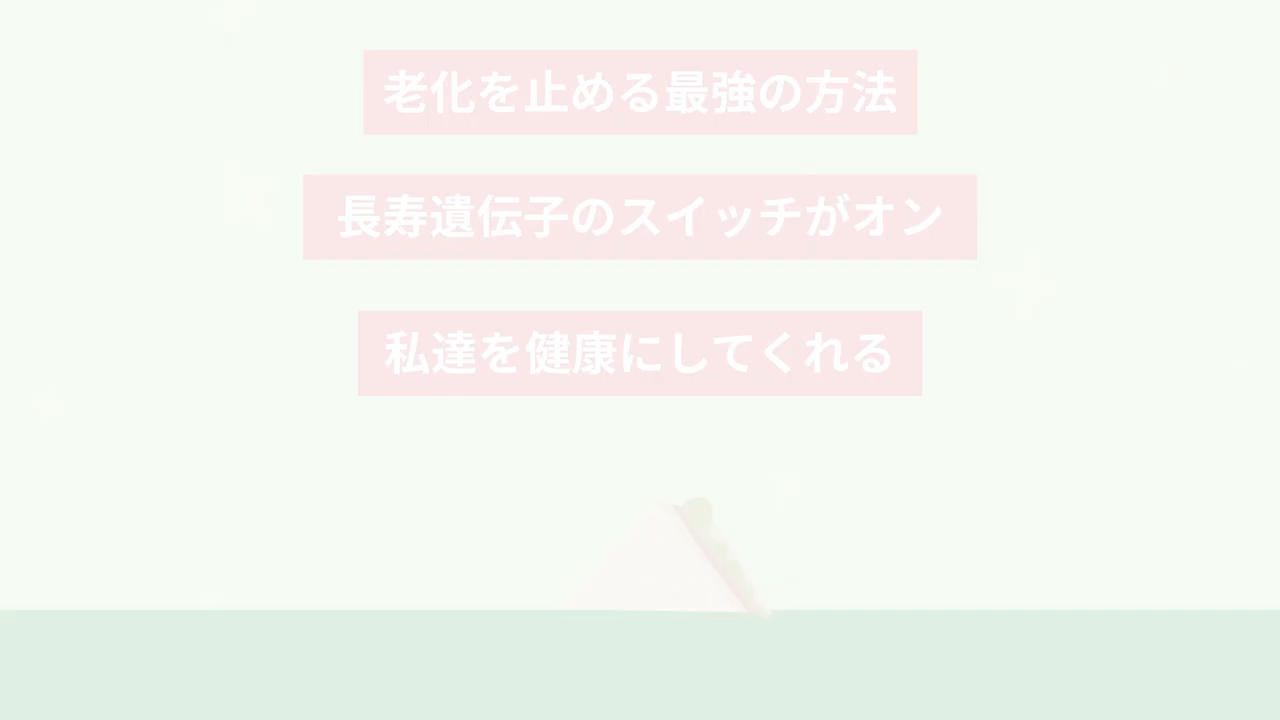 老化を止める最強の方法
長寿遺伝子のスイッチがオン
私達を健康にしてくれる